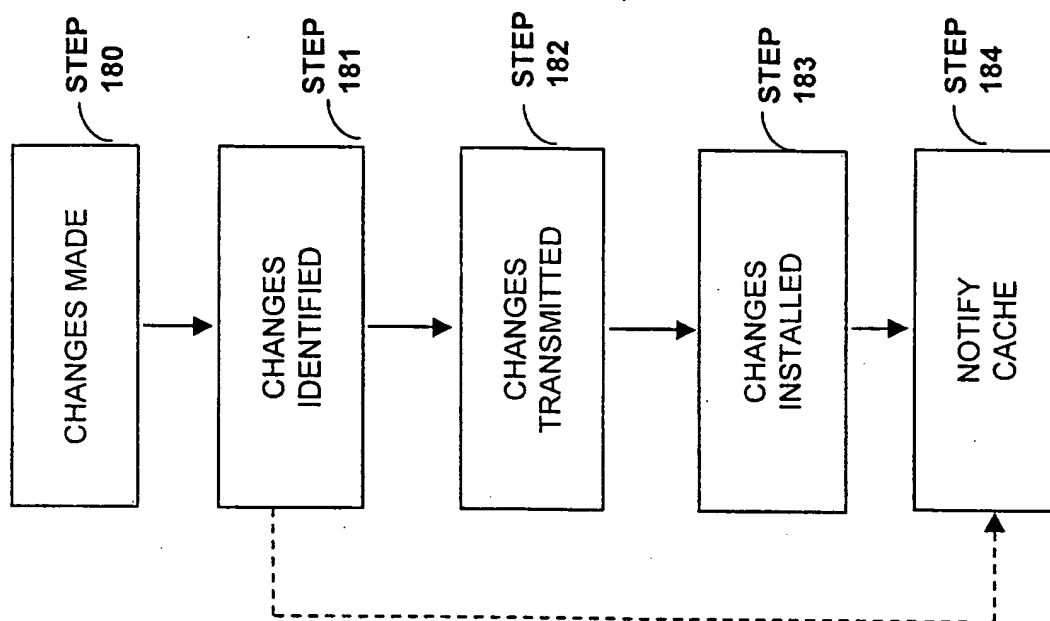 CHANGES MADE
STEP
180
CHANGES
IDENTIFIED
STEP
181
CHANGES
TRANSMITTED
STEP
182
CHANGES
INSTALLED
STEP
183
NOTIFY
CACHE
STEP
184